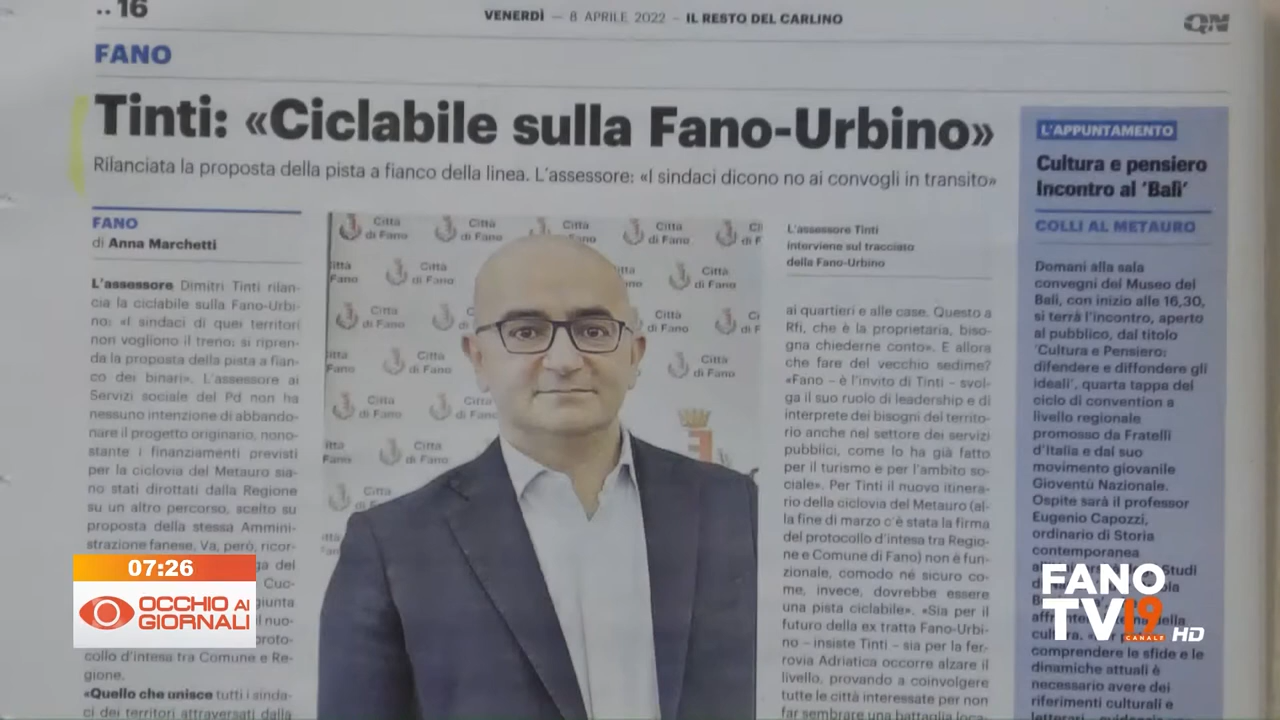 16
VENERDÌ — 8 APRILE 2022 – IL RESTO DEL CARLINO
QN
FANO
Tinti: «Ciclabile sulla Fano-Urbino»
Rilanciata la proposta della pista a fianco della linea. L'assessore: «I sindaci dicono no ai convogli in transito»
FANO
di Anna Marchetti
L'assessore Dimitri Tinti rilan-
cia la ciclabile sulla Fano-Urbi-
no: «I sindaci di quei territori
non vogliono il treno: si ripren-
da la proposta della pista a fian-
co dei binari». L'assessore ai
Servizi sociale del Pd non ha
nessuno intenzione di abbando-
nare il progetto originario, nono-
stante i finanziamenti previsti
per la ciclovia del Metauro sia-
no stati dirottati dalla Regione
su un altro percorso, scelto su
proposta della stessa Ammini-
strazione fanese. Va, però, ricor-
collo d'intesa tra Comune e Re-
gione.
«Quello che unisce tutti i sinda-
ci dei territori attraversati dalla
Città
di Fano
L'assessore Tinti
interviene sul tracciato
della Fano-Urbino
ai quartieri e alle case. Questo a
Rfi, che è la proprietaria, biso-
gna chiederne conto». E allora
che fare del vecchio sedime?
«Fano – è l'invito di Tinti – svol-
ga il suo ruolo di leadership e di
interprete dei bisogni del territo-
rio anche nel settore dei servizi
pubblici, come lo ha già fatto
per il turismo e per l'ambito so-
ciale». Per Tinti il nuovo itinera-
rio della ciclovia del Metauro (al-
la fine di marzo c'è stata la firma
del protocollo d'intesa tra Regio-
ne e Comune di Fano) non è fun-
zionale, comodo né sicuro co-
me, invece, dovrebbe essere
una pista ciclabile». «Sia per il
futuro della ex tratta Fano-Urbi-
no – insiste Tinti – sia per la fer-
rovia Adriatica occorre alzare il
livello, provando a coinvolgere
tutte le città interessate per non
far sembrare una battaglia loca-
L'APPUNTAMENTO
Cultura e pensiero
Incontro al 'Balì'
COLLI AL METAURO
Domani alla sala
convegni del Museo del
Balì, con inizio alle 16,30,
si terrà l'incontro, aperto
al pubblico, dal titolo
'Cultura e Pensiero:
difendere e diffondere gli
ideali', quarta tappa del
ciclo di convention a
livello regionale
promosso da Fratelli
d'Italia e dal suo
movimento giovanile
Gioventù Nazionale.
Ospite sarà il professor
Eugenio Capozzi,
ordinario di Storia
contemporanea
Studi
cultura.
comprendere le sfide e le
dinamiche attuali è
necessario avere dei
riferimenti culturali e
07:26
OCCHIO AI
GIORNALI
FANO
TV19
CANALE HD